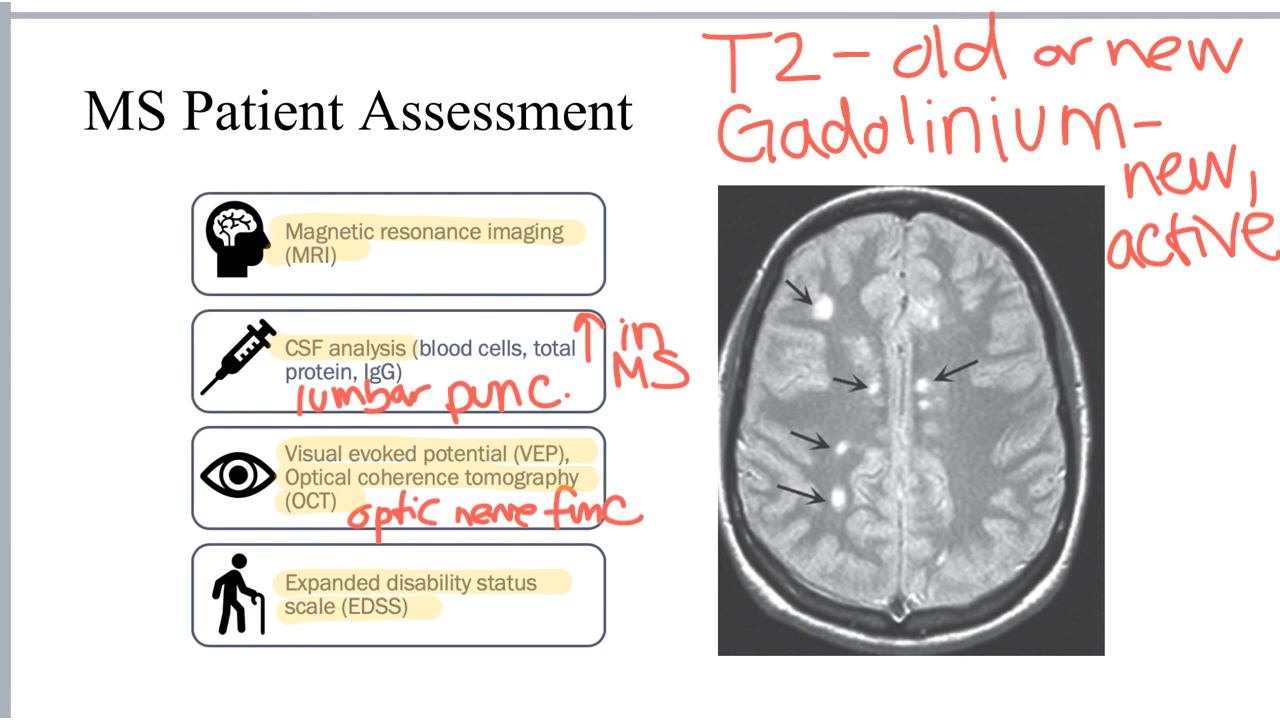 T2 - old or new
Gadolinium -
new,
active
MS Patient Assessment
Magnetic resonance imaging
(MRI)
CSF analysis (blood cells, total
protein, IgG)
↑ in
MS
lumbar punc.
Visual evoked potential (VEP),
Optical coherence tomography
(OCT)
optic nerve func
Expanded disability status
scale (EDSS)